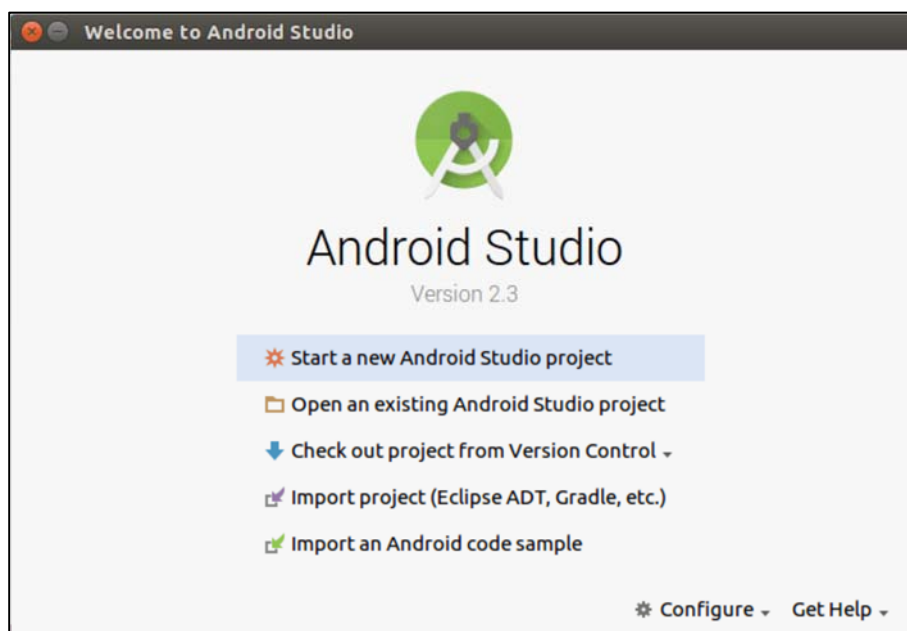 Welcome to Android Studio
Android Studio
Version 2.3
Start a new Android Studio project
Open an existing Android Studio project
Check out project from Version Control
Import project (Eclipse ADT, Gradle, etc.)
Import an Android code sample
Configure Get Help